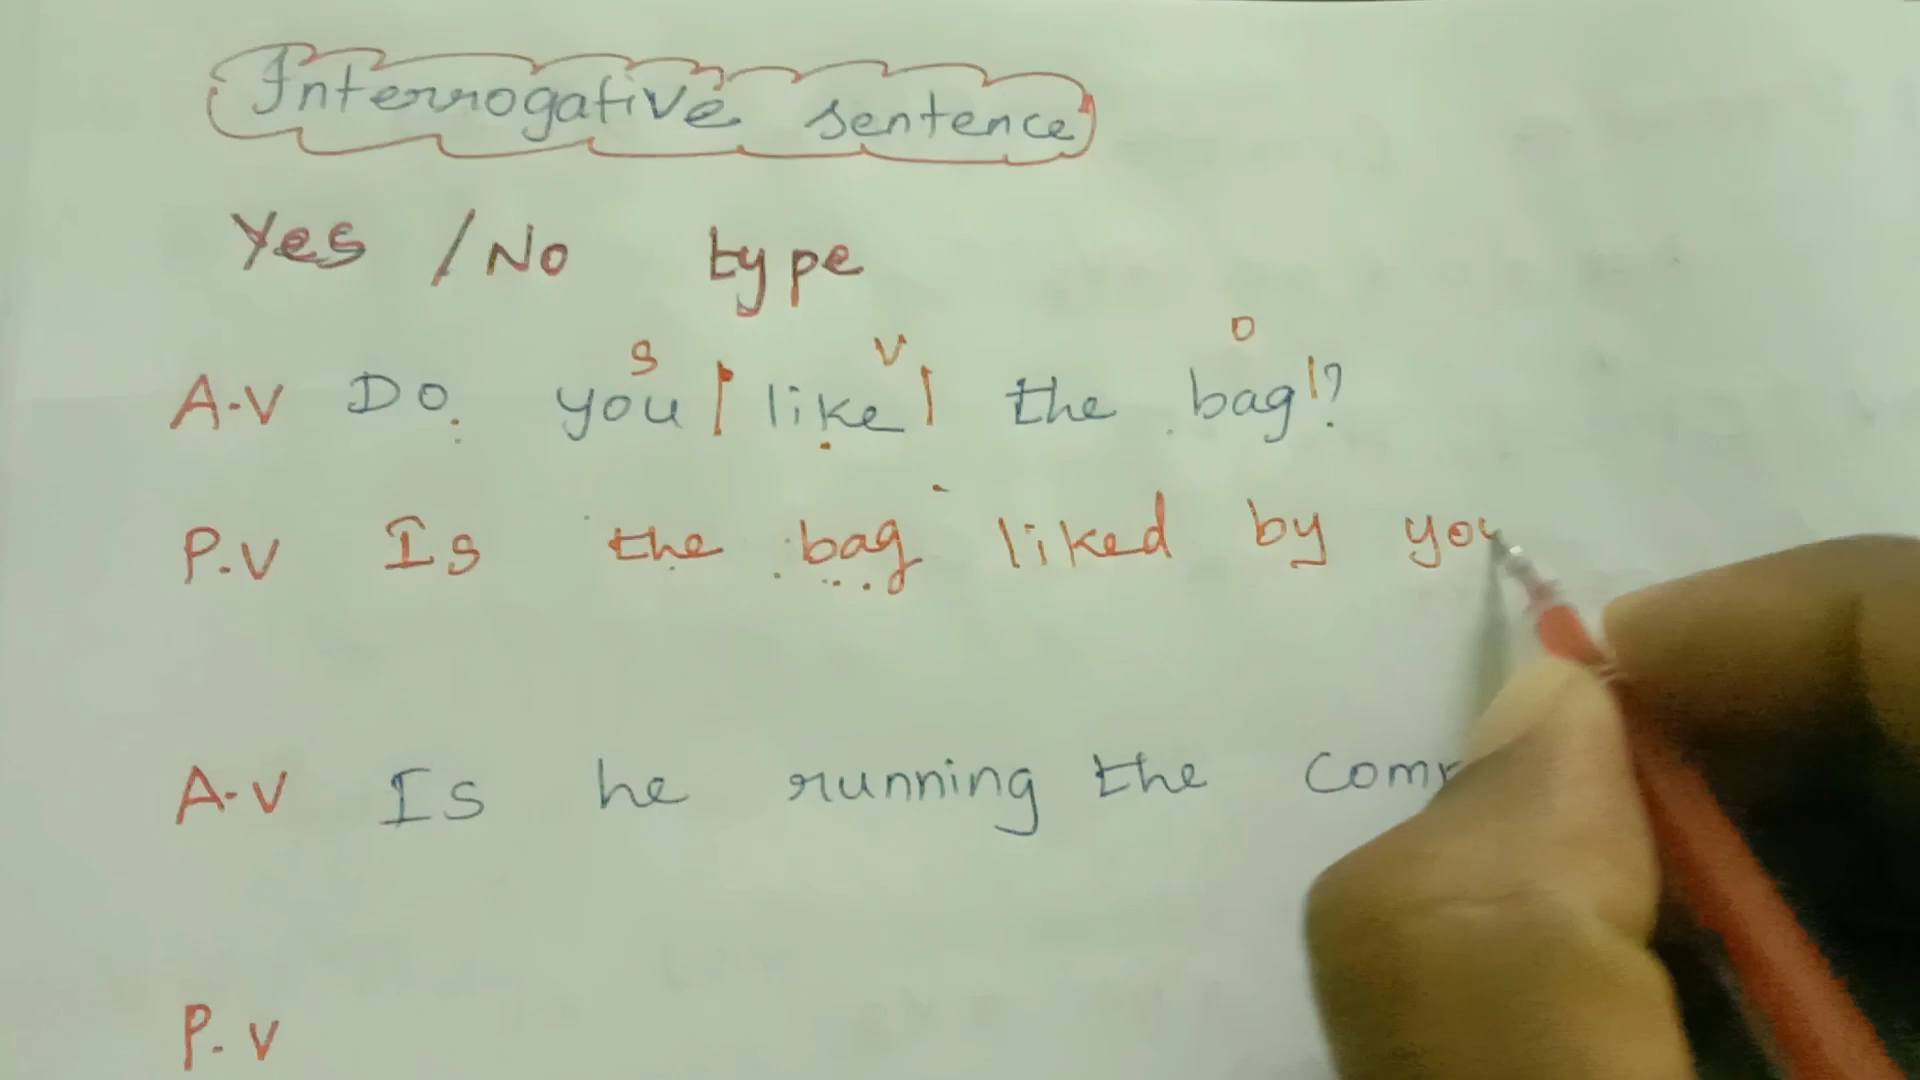 Interrogative sentence
Yes / No type
S V O
A.V Do you | like | the bag|?
P.V Is the bag liked by you
A-V Is he running the
P.V